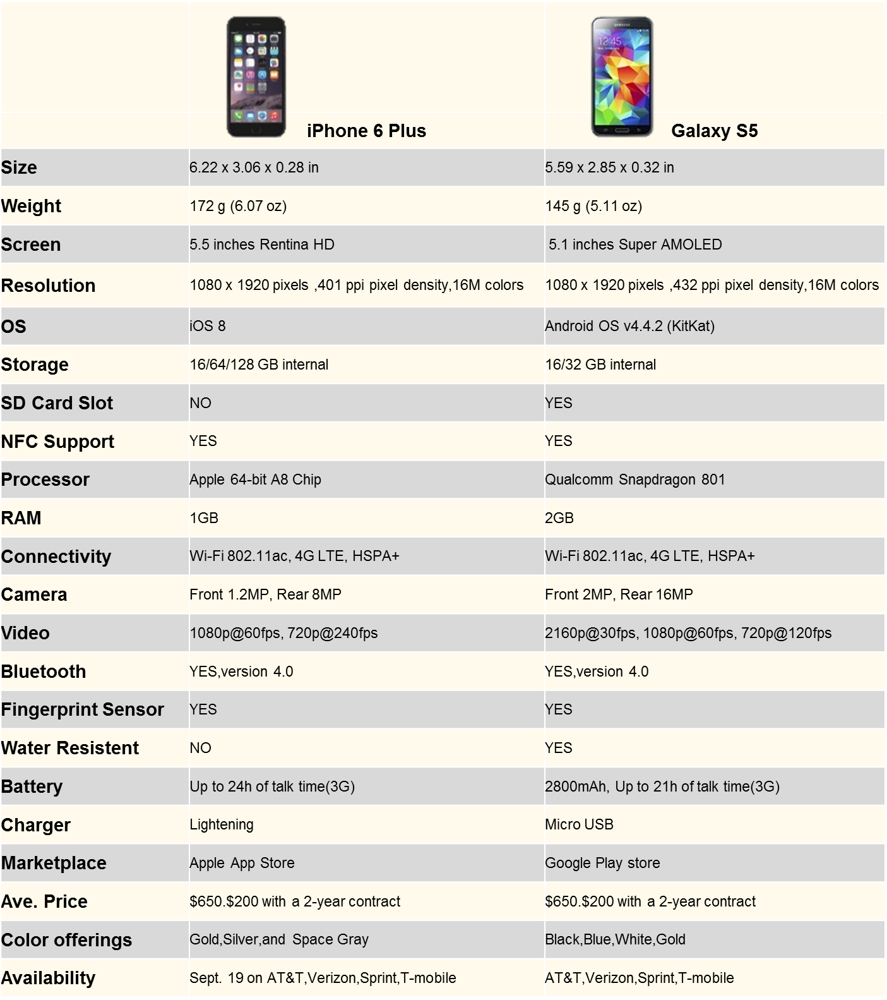 SAMSUNG
12:45
iPhone 6 Plus Galaxy S5
Size 6.22 x 3.06 x 0.28 in 5.59 x 2.85 x 0.32 in
Weight 172 g (6.07 oz) 145 g (5.11 oz)
Screen 5.5 inches Rentina HD 5.1 inches Super AMOLED
Resolution 1080 x 1920 pixels ,401 ppi pixel density,16M colors 1080 x 1920 pixels ,432 ppi pixel density,16M colors
OS iOS 8 Android OS v4.4.2 (KitKat)
Storage 16/64/128 GB internal 16/32 GB internal
SD Card Slot NO YES
NFC Support YES YES
Processor Apple 64-bit A8 Chip Qualcomm Snapdragon 801
RAM 1GB 2GB
Connectivity Wi-Fi 802.11ac, 4G LTE, HSPA+ Wi-Fi 802.11ac, 4G LTE, HSPA+
Camera Front 1.2MP, Rear 8MP Front 2MP, Rear 16MP
Video 1080p@60fps, 720p@240fps 2160p@30fps, 1080p@60fps, 720p@120fps
Bluetooth YES,version 4.0 YES,version 4.0
Fingerprint Sensor YES YES
Water Resistent NO YES
Battery Up to 24h of talk time(3G) 2800mAh, Up to 21h of talk time(3G)
Charger Lightening Micro USB
Marketplace Apple App Store Google Play store
Ave. Price $650.$200 with a 2-year contract $650.$200 with a 2-year contract
Color offerings Gold,Silver,and Space Gray Black,Blue,White,Gold
Availability Sept. 19 on AT&T,Verizon,Sprint,T-mobile AT&T,Verizon,Sprint,T-mobile